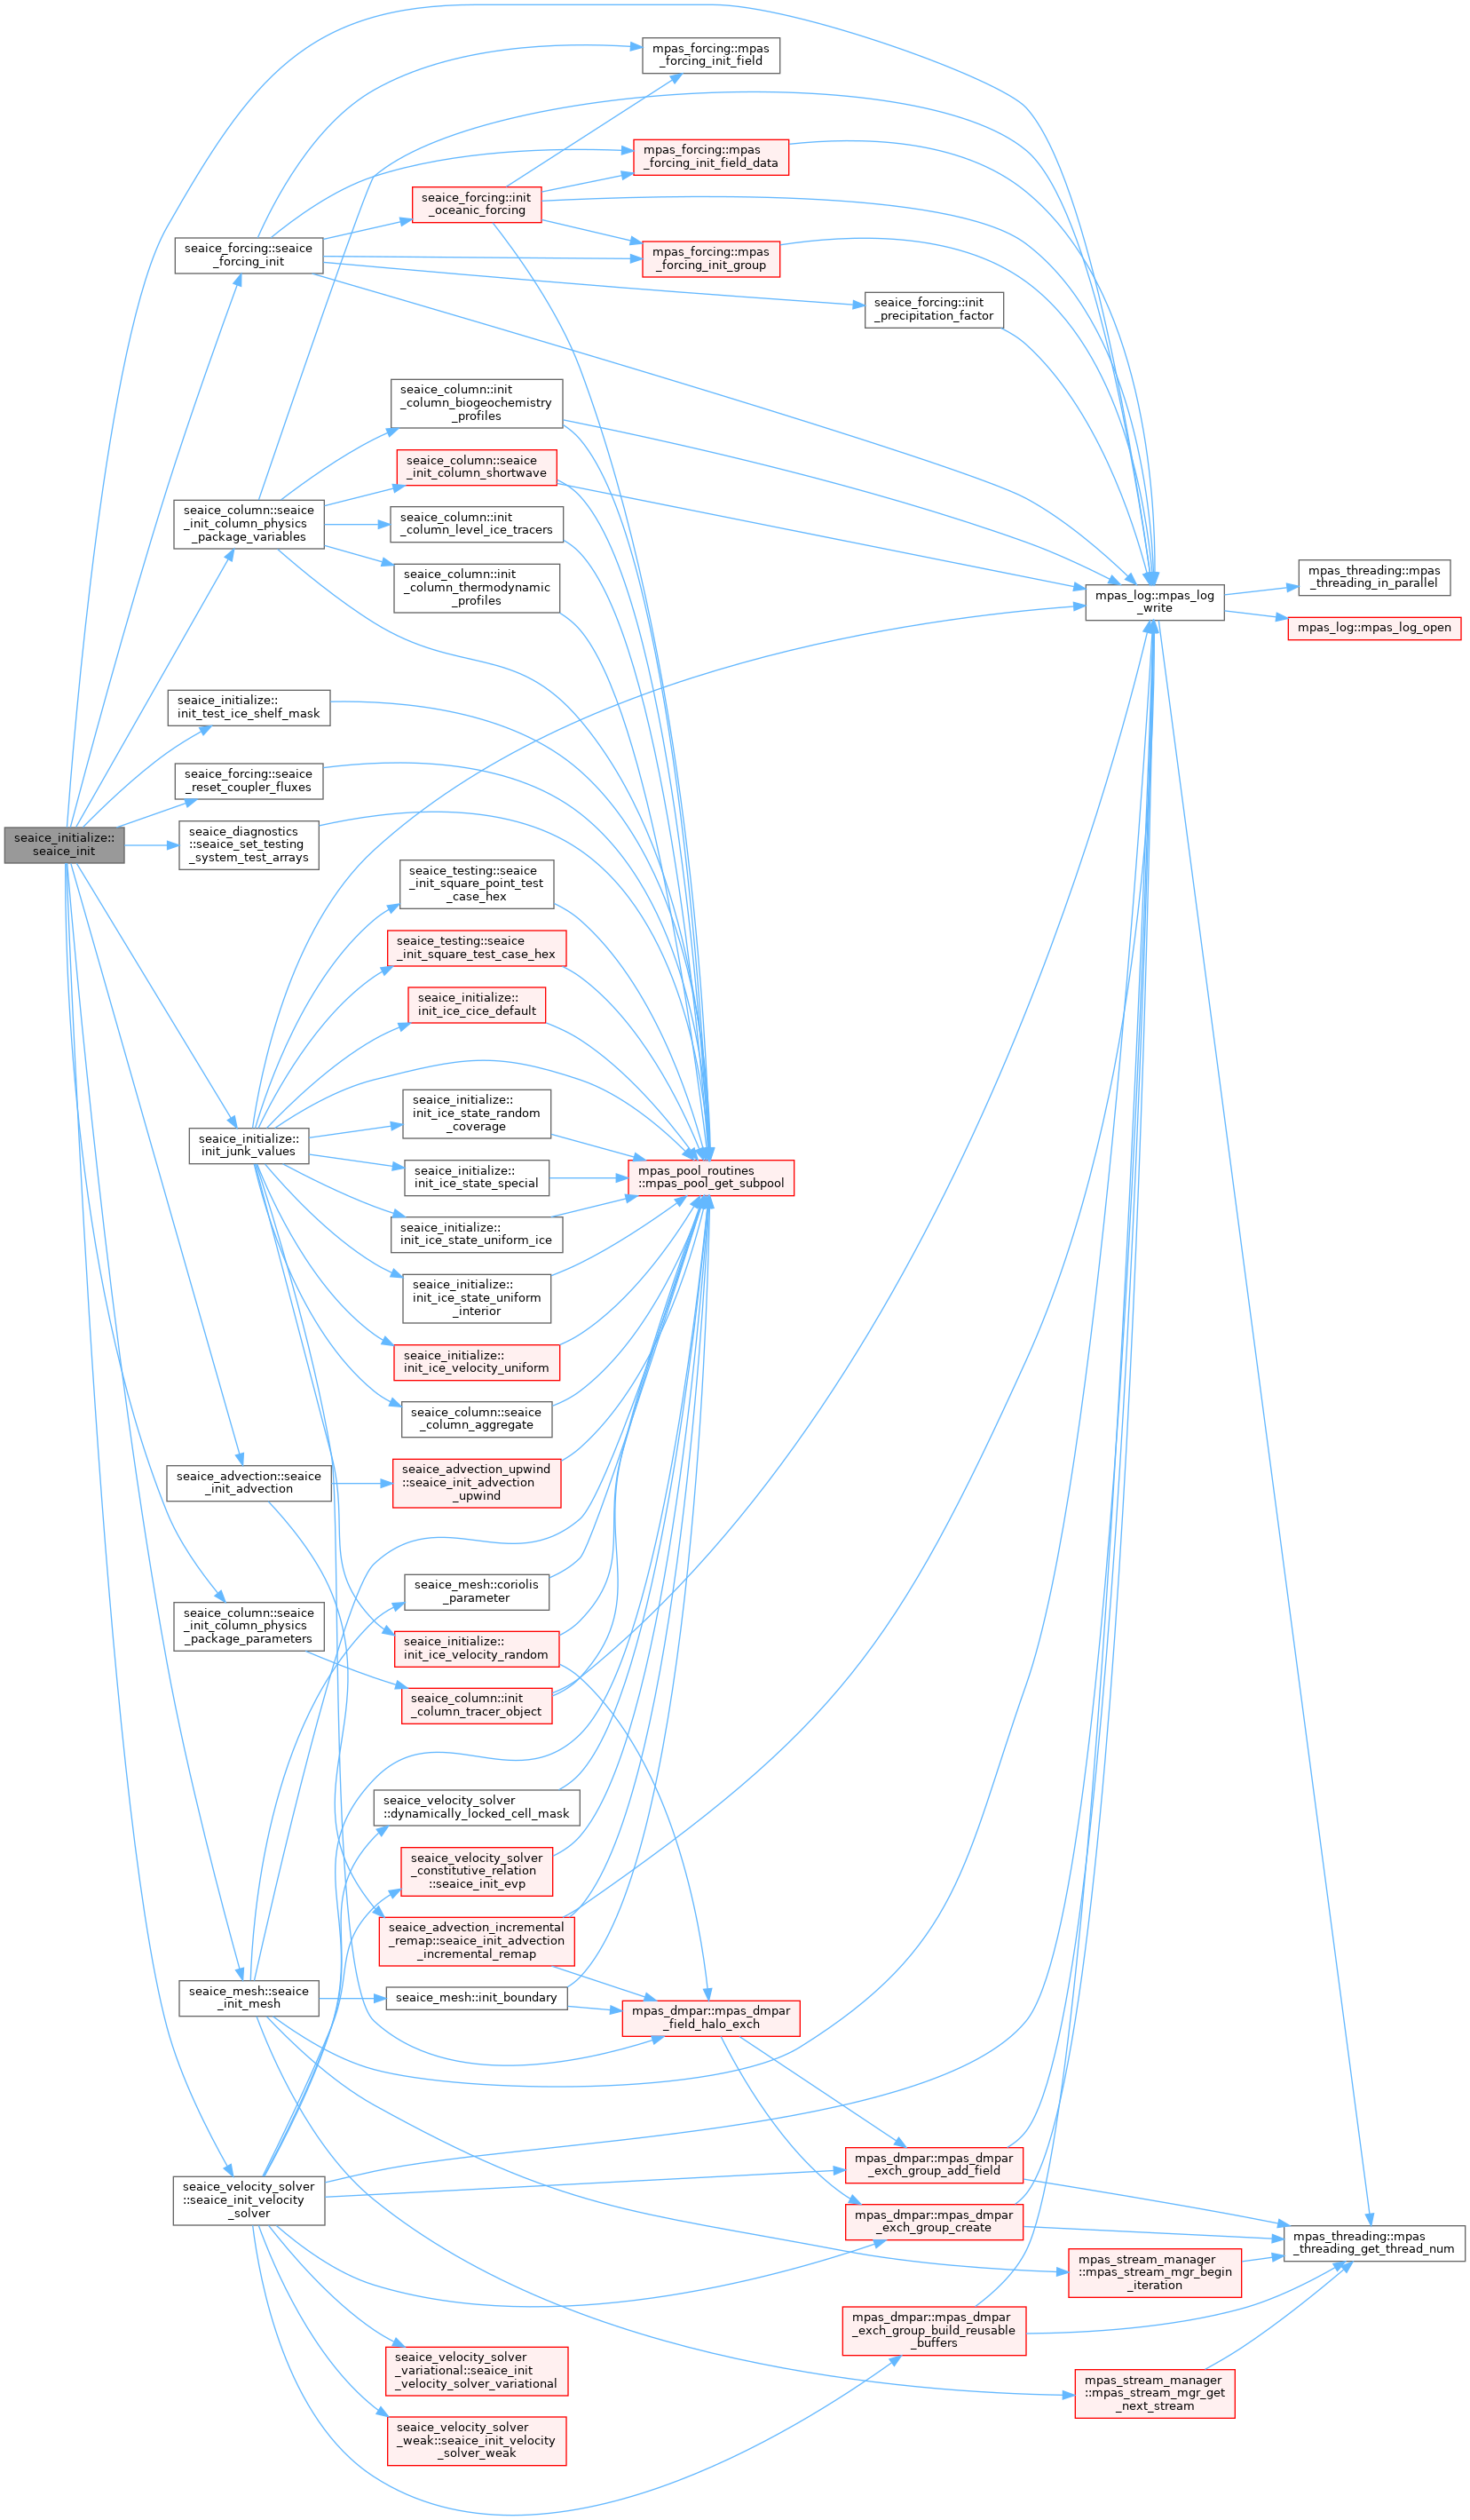 mpas_forcing::mpas
_forcing_init_field
mpas_forcing::mpas
_forcing_init_field_data
seaice_forcing::init
_oceanic_forcing
seaice_forcing::seaice
_forcing_init
mpas_forcing::mpas
_forcing_init_group
seaice_forcing::init
_precipitation_factor
seaice_column::init
_column_biogeochemistry
_profiles
seaice_column::seaice
_init_column_shortwave
seaice_column::seaice
_init_column_physics
_package_variables
seaice_column::init
_column_level_ice_tracers
seaice_column::init
_column_thermodynamic
_profiles
mpas_log::mpas_log
_write
mpas_threading::mpas
_threading_in_parallel
mpas_log::mpas_log_open
seaice_initialize::
init_test_ice_shelf_mask
seaice_forcing::seaice
_reset_coupler_fluxes
seaice_initialize::
seaice_init
seaice_diagnostics
::seaice_set_testing
_system_test_arrays
seaice_testing::seaice
_init_square_point_test
_case_hex
seaice_testing::seaice
_init_square_test_case_hex
seaice_initialize::
init_ice_cice_default
seaice_initialize::
init_ice_state_random
_coverage
seaice_initialize::
init_junk_values
seaice_initialize::
init_ice_state_special
mpas_pool_routines
::mpas_pool_get_subpool
seaice_initialize::
init_ice_state_uniform_ice
seaice_initialize::
init_ice_state_uniform
_interior
seaice_initialize::
init_ice_velocity_uniform
seaice_column::seaice
_column_aggregate
seaice_advection::seaice
_init_advection
seaice_advection_upwind
::seaice_init_advection
_upwind
seaice_mesh::coriolis
_parameter
seaice_column::seaice
_init_column_physics
_package_parameters
seaice_initialize::
init_ice_velocity_random
seaice_column::init
_column_tracer_object
seaice_velocity_solver
::dynamically_locked_cell_mask
seaice_velocity_solver
_constitutive_relation
::seaice_init_evp
seaice_advection_incremental
_remap::seaice_init_advection
_incremental_remap
seaice_mesh::seaice
_init_mesh
seaice_mesh::init_boundary
mpas_dmpar::mpas_dmpar
_field_halo_exch
mpas_dmpar::mpas_dmpar
_exch_group_add_field
seaice_velocity_solver
::seaice_init_velocity
_solver
mpas_dmpar::mpas_dmpar
_exch_group_create
mpas_threading::mpas
_threading_get_thread_num
mpas_stream_manager
::mpas_stream_mgr_begin
_iteration
mpas_dmpar::mpas_dmpar
_exch_group_build_reusable
_buffers
seaice_velocity_solver
_variational::seaice_init
_velocity_solver_variational
mpas_stream_manager
::mpas_stream_mgr_get
_next_stream
seaice_velocity_solver
_weak::seaice_init_velocity
_solver_weak